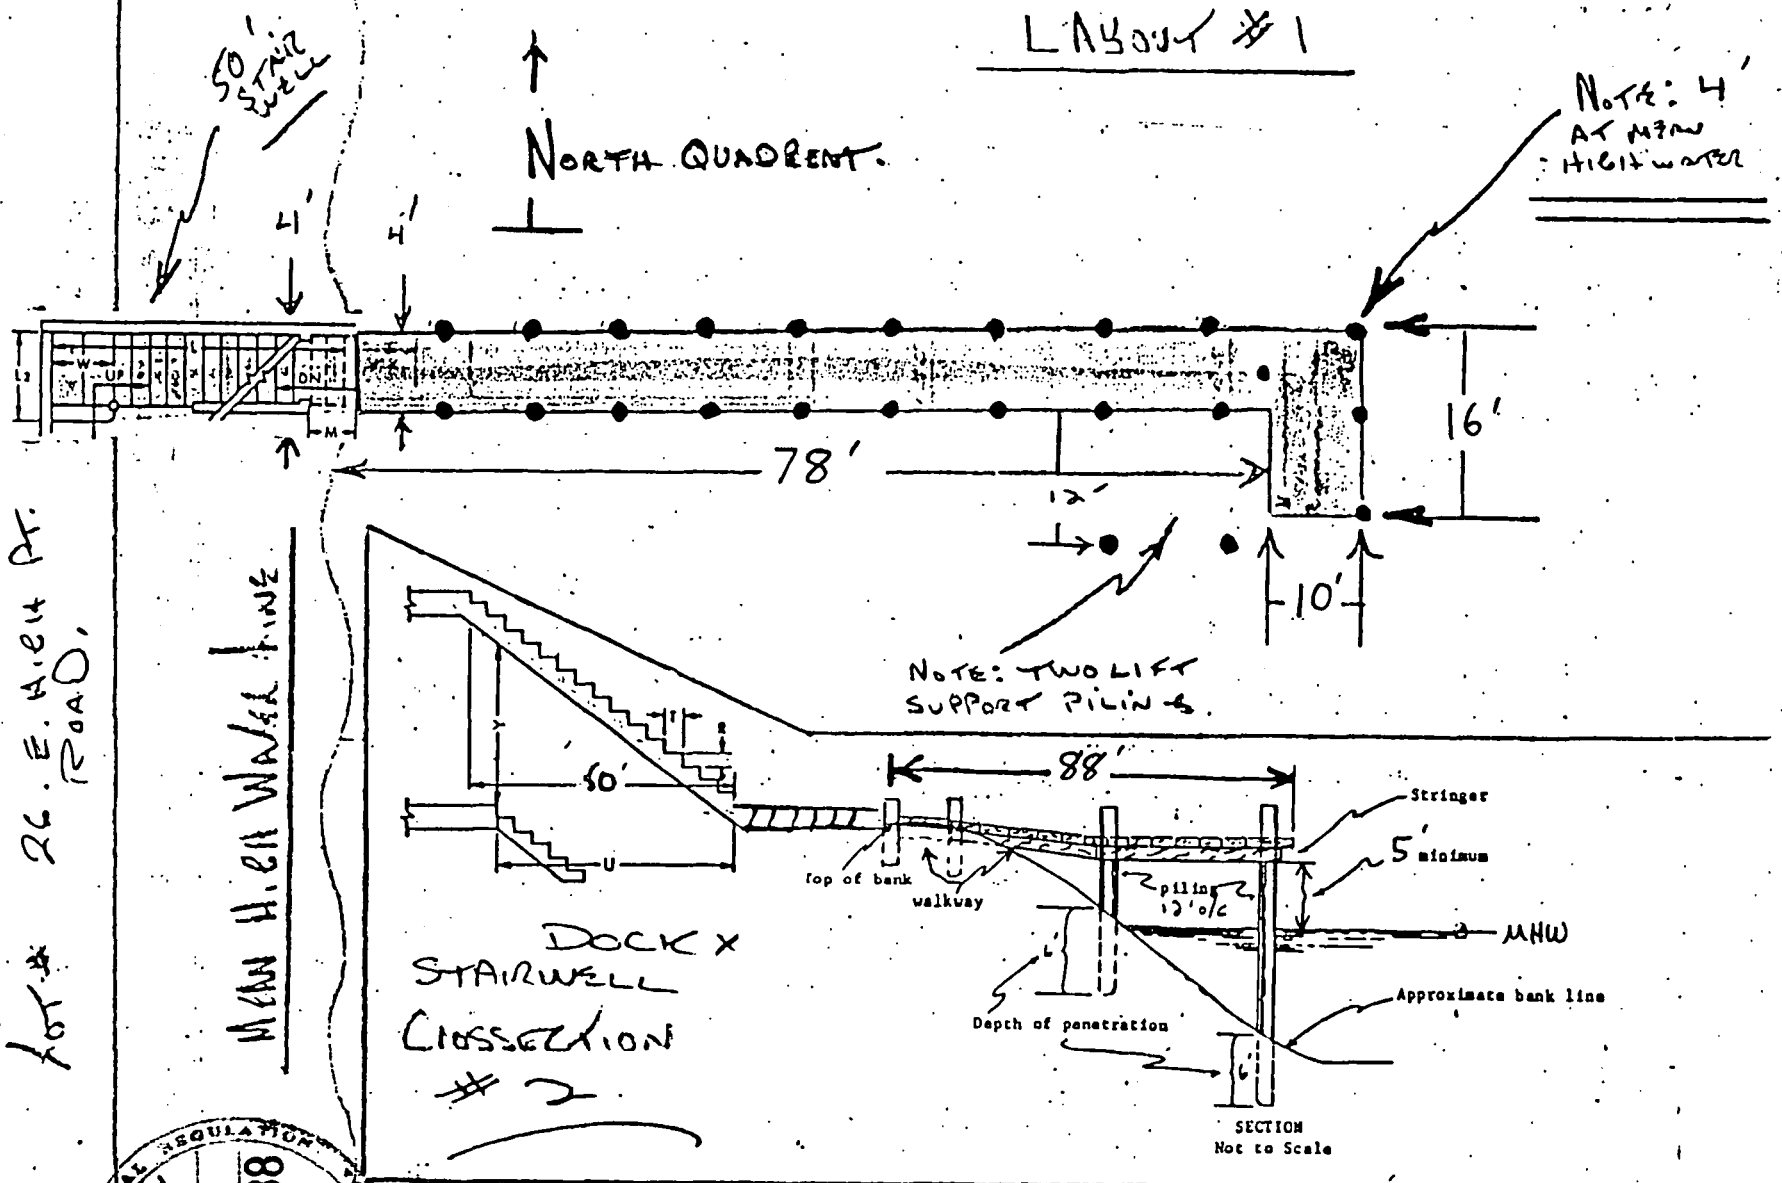 LAYOUT # 1
50'
STAIR
WELL
NORTH QUADRENT.
NOTE: 4'
AT MEAN
HIGH WATER
4'
4'
W
UP
L
DN
M
78'
12'
16'
10'
NOTE: TWO LIFT
SUPPORT PILINGS.
LOT # 26. E. HIGH PT.
ROAD.
MEAN HIGH WATER LINE
Y
T
R
50'
U
88'
Stringer
5' minimum
Top of bank
walkway
piling
12' o/c
MHW
6'
Depth of penetration
Approximate bank line
6'
DOCK X
STAIRWELL
CROSSECTION
# 2
SECTION
Not to Scale
REGULATION